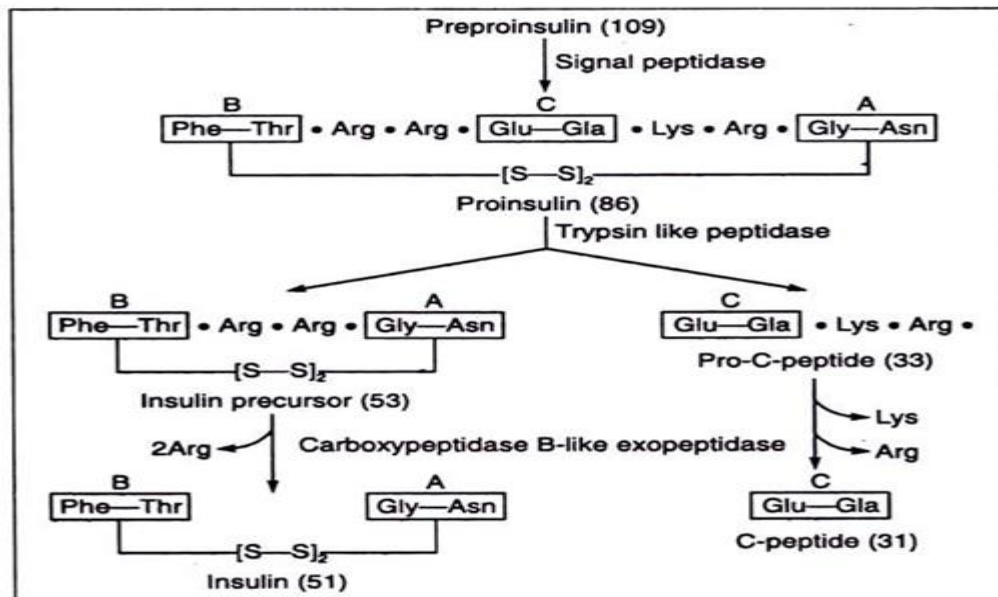 Preproinsulin (109)
Signal peptidase
B C A
Phe—Thr • Arg • Arg • Glu—Gla • Lys • Arg • Gly—Asn
[S—S]₂
Proinsulin (86)
Trypsin like peptidase
B A
Phe—Thr • Arg • Arg • Gly—Asn
[S—S]₂
Insulin precursor (53)
C
Glu—Gla • Lys • Arg •
Pro-C-peptide (33)
2Arg
Carboxypeptidase B-like exopeptidase
Lys
Arg
B A
Phe—Thr Gly—Asn
[S—S]₂
Insulin (51)
C
Glu—Gla
C-peptide (31)